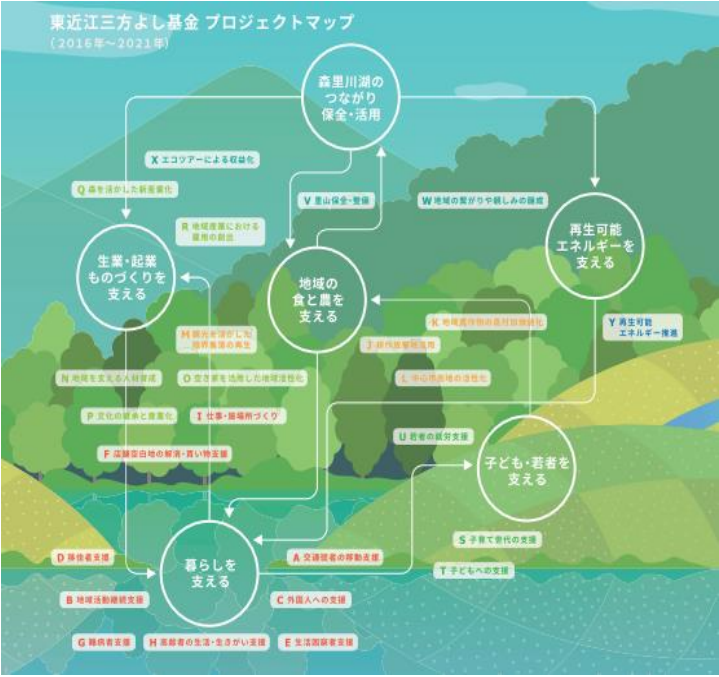 東近江三方よし基金 プロジェクトマップ
(2016年～2021年)
森里川湖の
つながり
保全・活用
X エコツアーによる収益化
Q 森を活かした新産業化
V 里山保全・整備
W 地域の繋がりや親しみの醸成
R 地域産業における
雇用の創出
再生可能
エネルギーを
支える
生業・起業
ものづくりを
支える
地域の
食と農を
支える
K 地域農作物の高付加価値化
Y 再生可能
エネルギー推進
M 観光を活かした
J 耕作放棄地活用
N 地域を支える人材育成
O 空き家を活用した地域活性化
L 中心市街地の活性化
P 文化の継承と産業化
I 仕事・居場所づくり
U 若者の就労支援
F 店舗空白地の解消・買い物支援
子ども・若者を
支える
S 子育て世代の支援
D 移住者支援
暮らしを
支える
A 交通弱者の移動支援
T 子どもへの支援
B 地域活動継続支援
C 外国人への支援
G 難病者支援
H 高齢者の生活・生きがい支援
E 生活困窮者支援